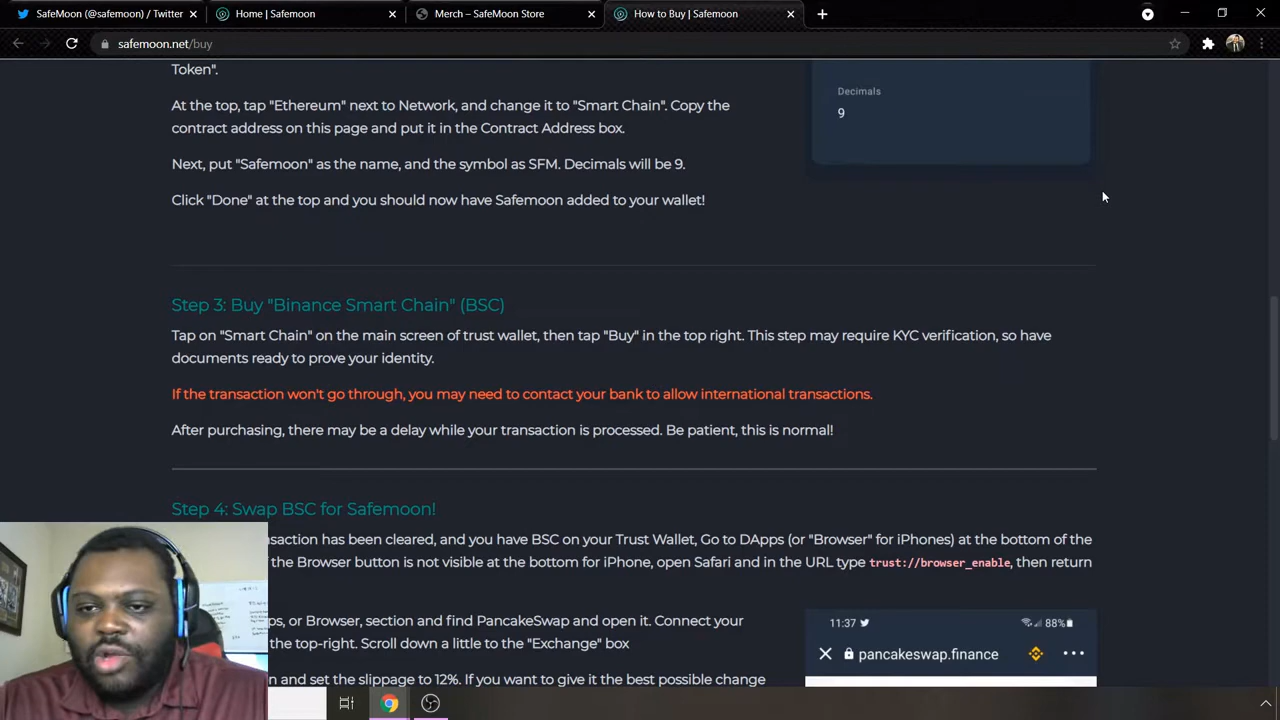 SafeMoon (@safemoon) / Twitter
Home | Safemoon
Merch – SafeMoon Store
How to Buy | Safemoon
safemoon.net/buy
Token".
At the top, tap "Ethereum" next to Network, and change it to "Smart Chain". Copy the
contract address on this page and put it in the Contract Address box.
Next, put "Safemoon" as the name, and the symbol as SFM. Decimals will be 9.
Click "Done" at the top and you should now have Safemoon added to your wallet!
Decimals
9
Step 3: Buy "Binance Smart Chain" (BSC)
Tap on "Smart Chain" on the main screen of trust wallet, then tap "Buy" in the top right. This step may require KYC verification, so have
documents ready to prove your identity.
If the transaction won't go through, you may need to contact your bank to allow international transactions.
After purchasing, there may be a delay while your transaction is processed. Be patient, this is normal!
Step 4: Swap BSC for Safemoon!
nsaction has been cleared, and you have BSC on your Trust Wallet, Go to DApps (or "Browser" for iPhones) at the bottom of the
the Browser button is not visible at the bottom for iPhone, open Safari and in the URL type trust://browser_enable, then return
ps, or Browser, section and find PancakeSwap and open it. Connect your
the top-right. Scroll down a little to the "Exchange" box
n and set the slippage to 12%. If you want to give it the best possible change
11:37
88%
pancakeswap.finance